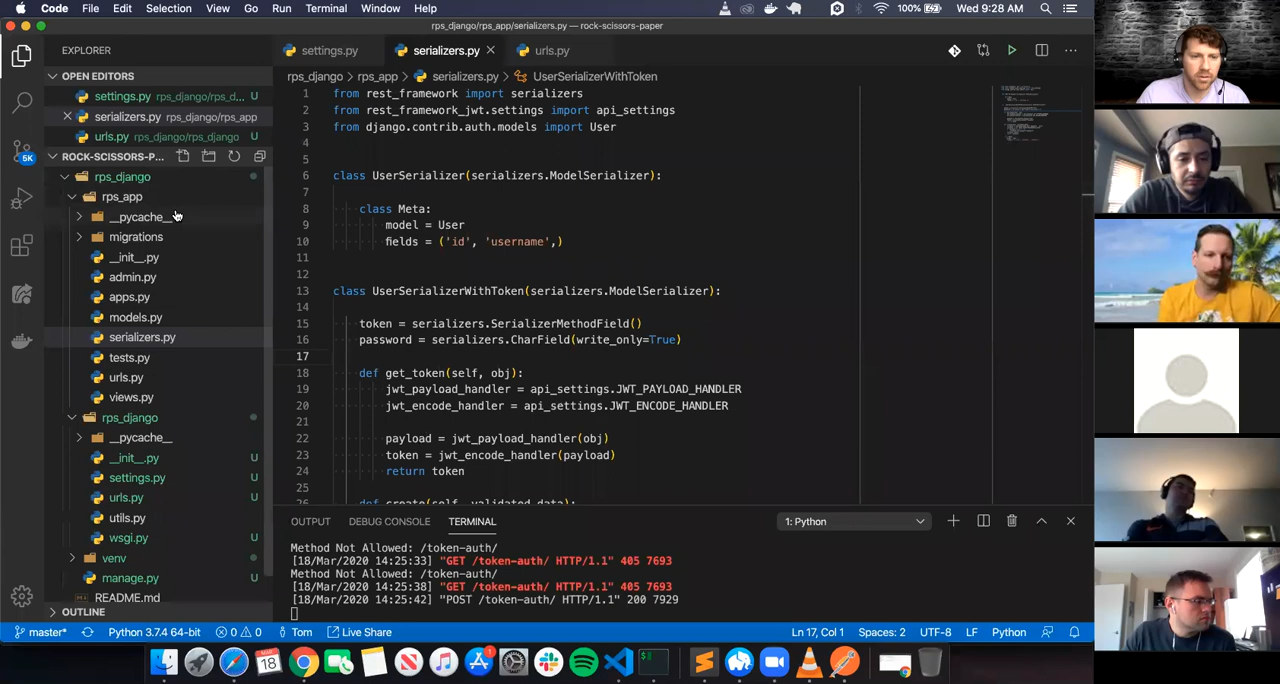 Code File Edit Selection View Go Run Terminal Window Help 100% Wed 9:28 AM
rps_django/rps_app/serializers.py — rock-scissors-paper
EXPLORER
settings.py serializers.py urls.py
OPEN EDITORS
settings.py rps_django/rps_d... U
serializers.py rps_django/rps_app
urls.py rps_django/rps_django U
ROCK-SCISSORS-P...
rps_django
rps_app
__pycache__
migrations
__init__.py
admin.py
apps.py
models.py
serializers.py
tests.py
urls.py
views.py
rps_django
__pycache__
__init__.py U
settings.py U
urls.py U
utils.py U
wsgi.py U
venv
manage.py U
README.md
OUTLINE
5K
rps_django > rps_app > serializers.py > UserSerializerWithToken
1 from rest_framework import serializers
2 from rest_framework_jwt.settings import api_settings
3 from django.contrib.auth.models import User
4
5
6 class UserSerializer(serializers.ModelSerializer):
7
8 class Meta:
9 model = User
10 fields = ('id', 'username',)
11
12
13 class UserSerializerWithToken(serializers.ModelSerializer):
14
15 token = serializers.SerializerMethodField()
16 password = serializers.CharField(write_only=True)
17
18 def get_token(self, obj):
19 jwt_payload_handler = api_settings.JWT_PAYLOAD_HANDLER
20 jwt_encode_handler = api_settings.JWT_ENCODE_HANDLER
21
22 payload = jwt_payload_handler(obj)
23 token = jwt_encode_handler(payload)
24 return token
25
26 def create(self, validated_data):
OUTPUT DEBUG CONSOLE TERMINAL 1: Python
Method Not Allowed: /token-auth/
[18/Mar/2020 14:25:33] "GET /token-auth/ HTTP/1.1" 405 7693
Method Not Allowed: /token-auth/
[18/Mar/2020 14:25:38] "GET /token-auth/ HTTP/1.1" 405 7693
[18/Mar/2020 14:25:42] "POST /token-auth/ HTTP/1.1" 200 7929
master* Python 3.7.4 64-bit 0 0 Tom Live Share Ln 17, Col 1 Spaces: 2 UTF-8 LF Python
MAR
18
1